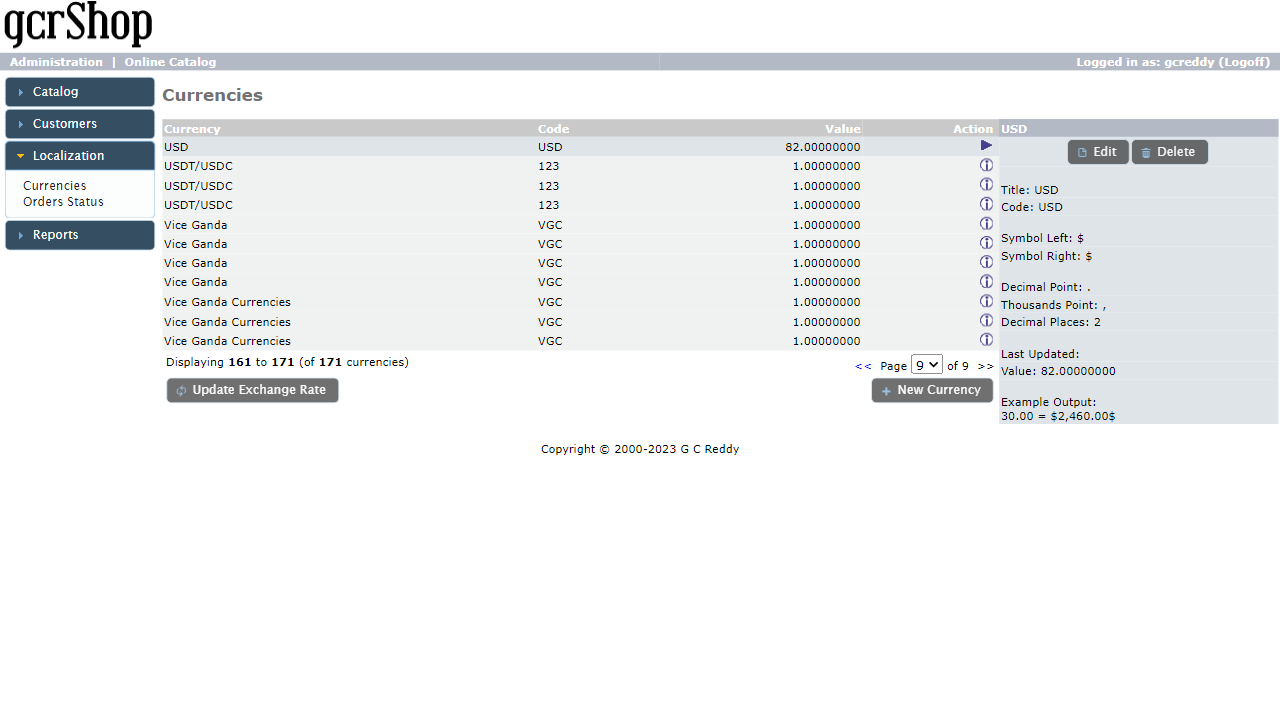 gcrShop
Administration | Online Catalog
Logged in as: gcreddy (Logoff)
Catalog
Customers
Localization
Currencies
Orders Status
Reports
Currencies
Currency Code Value Action
USD USD 82.00000000
USDT/USDC 123 1.00000000
USDT/USDC 123 1.00000000
USDT/USDC 123 1.00000000
Vice Ganda VGC 1.00000000
Vice Ganda VGC 1.00000000
Vice Ganda VGC 1.00000000
Vice Ganda VGC 1.00000000
Vice Ganda Currencies VGC 1.00000000
Vice Ganda Currencies VGC 1.00000000
Vice Ganda Currencies VGC 1.00000000
Displaying 161 to 171 (of 171 currencies)
<< Page 9 of 9 >>
Update Exchange Rate
New Currency
USD
Edit Delete
Title: USD
Code: USD
Symbol Left: $
Symbol Right: $
Decimal Point: .
Thousands Point: ,
Decimal Places: 2
Last Updated:
Value: 82.00000000
Example Output:
30.00 = $2,460.00$
Copyright © 2000-2023 G C Reddy